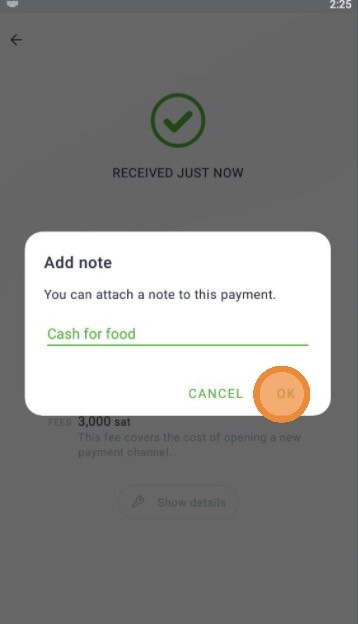 2:25
RECEIVED JUST NOW
Add note
You can attach a note to this payment.
Cash for food
CANCEL OK
FEES 3,000 sat
This fee covers the cost of opening a new
payment channel.
Show details